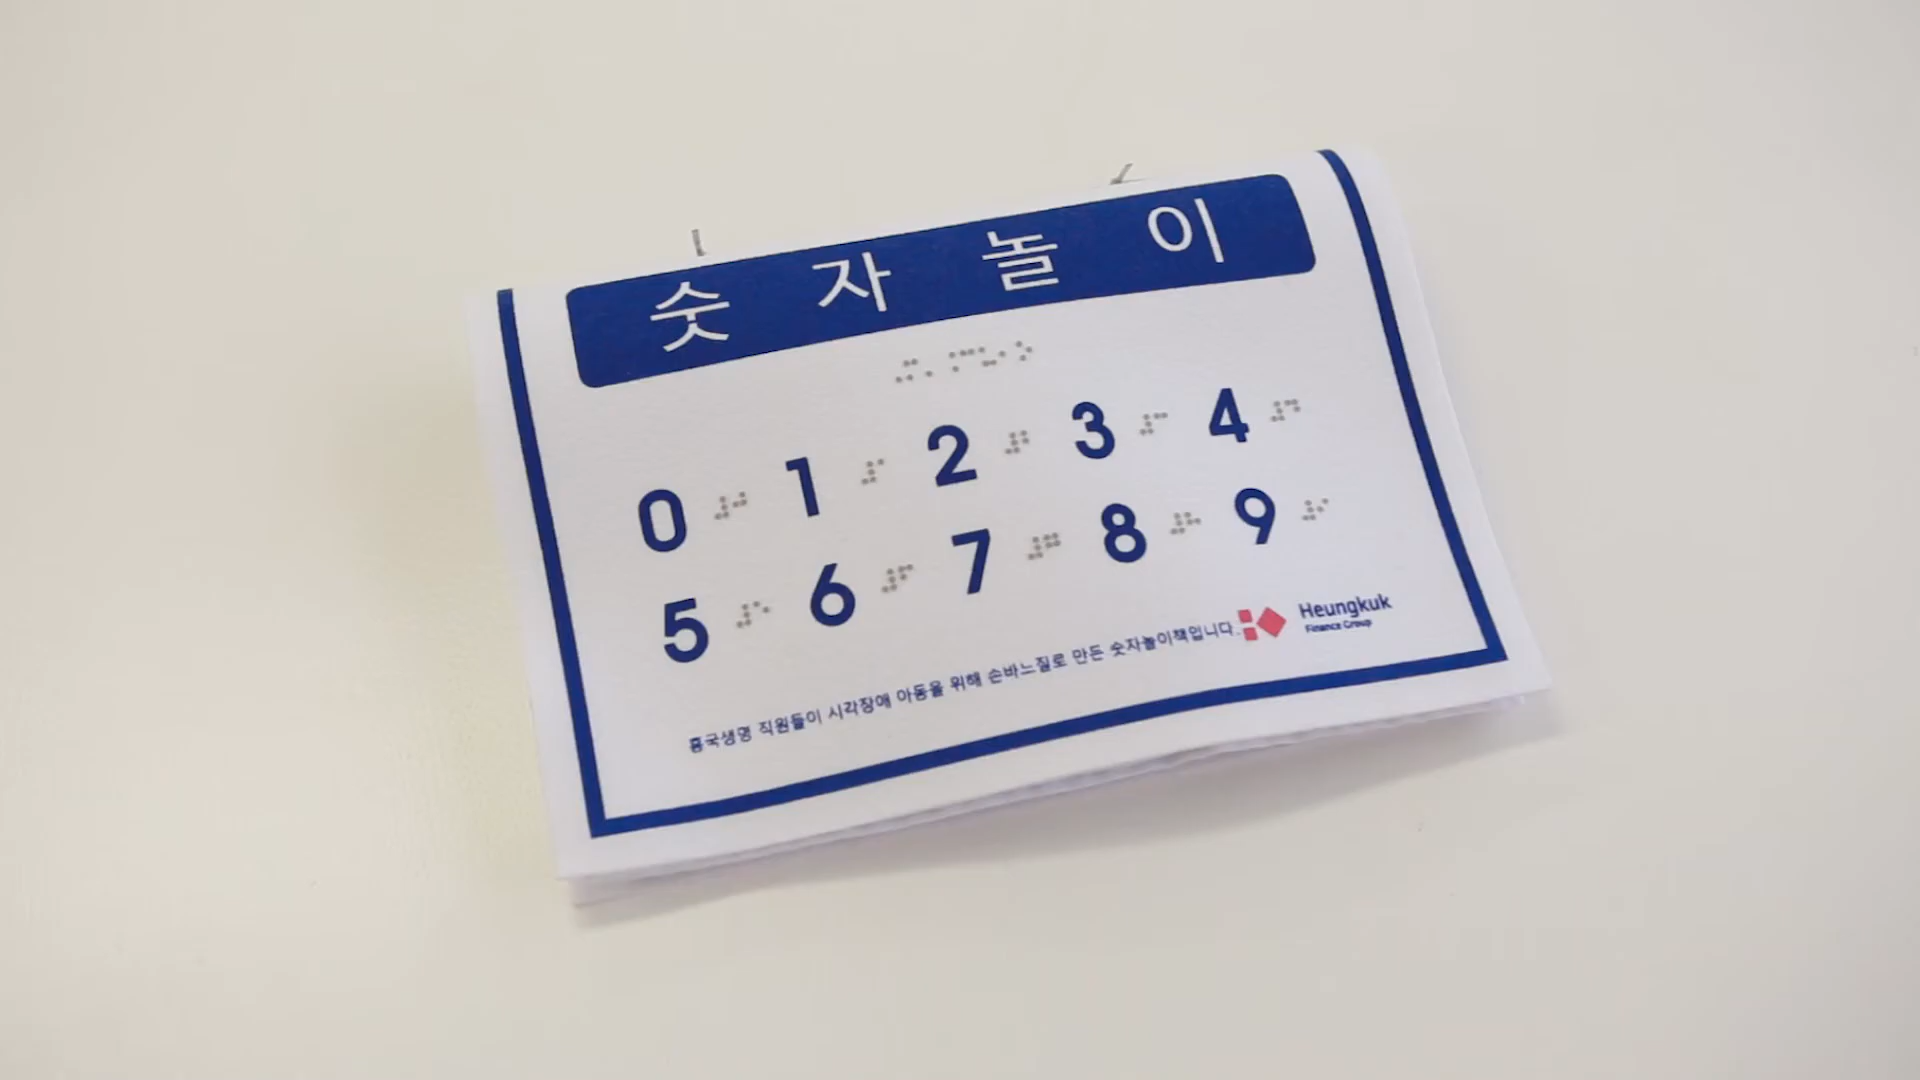 숫자놀이
0 1 2 3 4
5 6 7 8 9
흥국생명 직원들이 시각장애 아동을 위해 손바느질로 만든 숫자놀이책입니다.
Heungkuk
Finance Group